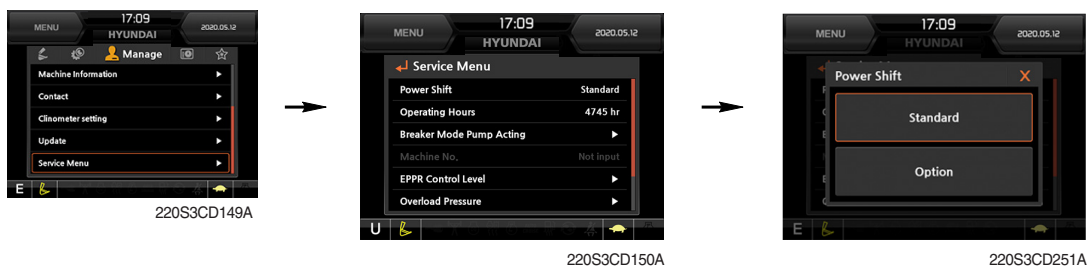 17:09
MENU
HYUNDAI
2020.05.12
Manage
Machine Information
Contact
Clinometer setting
Update
Service Menu
E
220S3CD149A
17:09
MENU
HYUNDAI
2020.05.12
Service Menu
Power Shift Standard
Operating Hours 4745 hr
Breaker Mode Pump Acting
Machine No. Not input
EPPR Control Level
Overload Pressure
U
220S3CD150A
17:09
MENU
HYUNDAI
2020.05.12
Power Shift X
Standard
Option
E
220S3CD251A